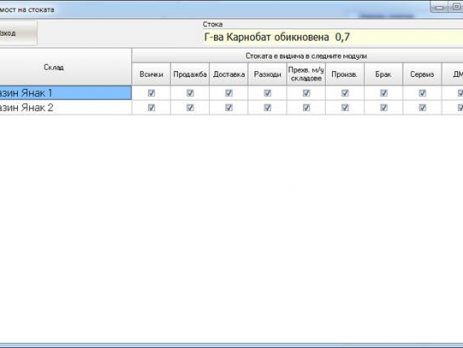 мост на стоката
Изход
Стока
Г-ва Карнобат обикновена 0,7
Склад
Стоката е видима в следните модули
Всички Продажба Доставка Разходи Прехв. м/у складове Произв. Брак Сервиз ДМ
азин Янак 1
азин Янак 2